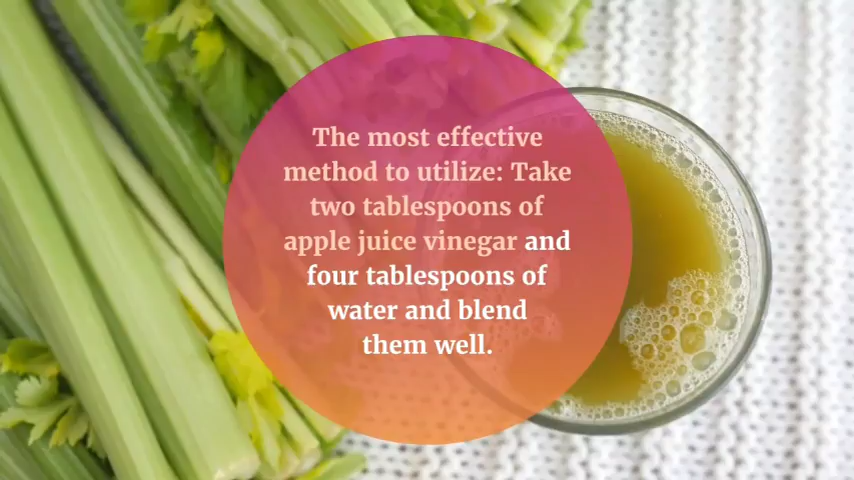 The most effective
method to utilize: Take
two tablespoons of
apple juice vinegar and
four tablespoons of
water and blend
them well.